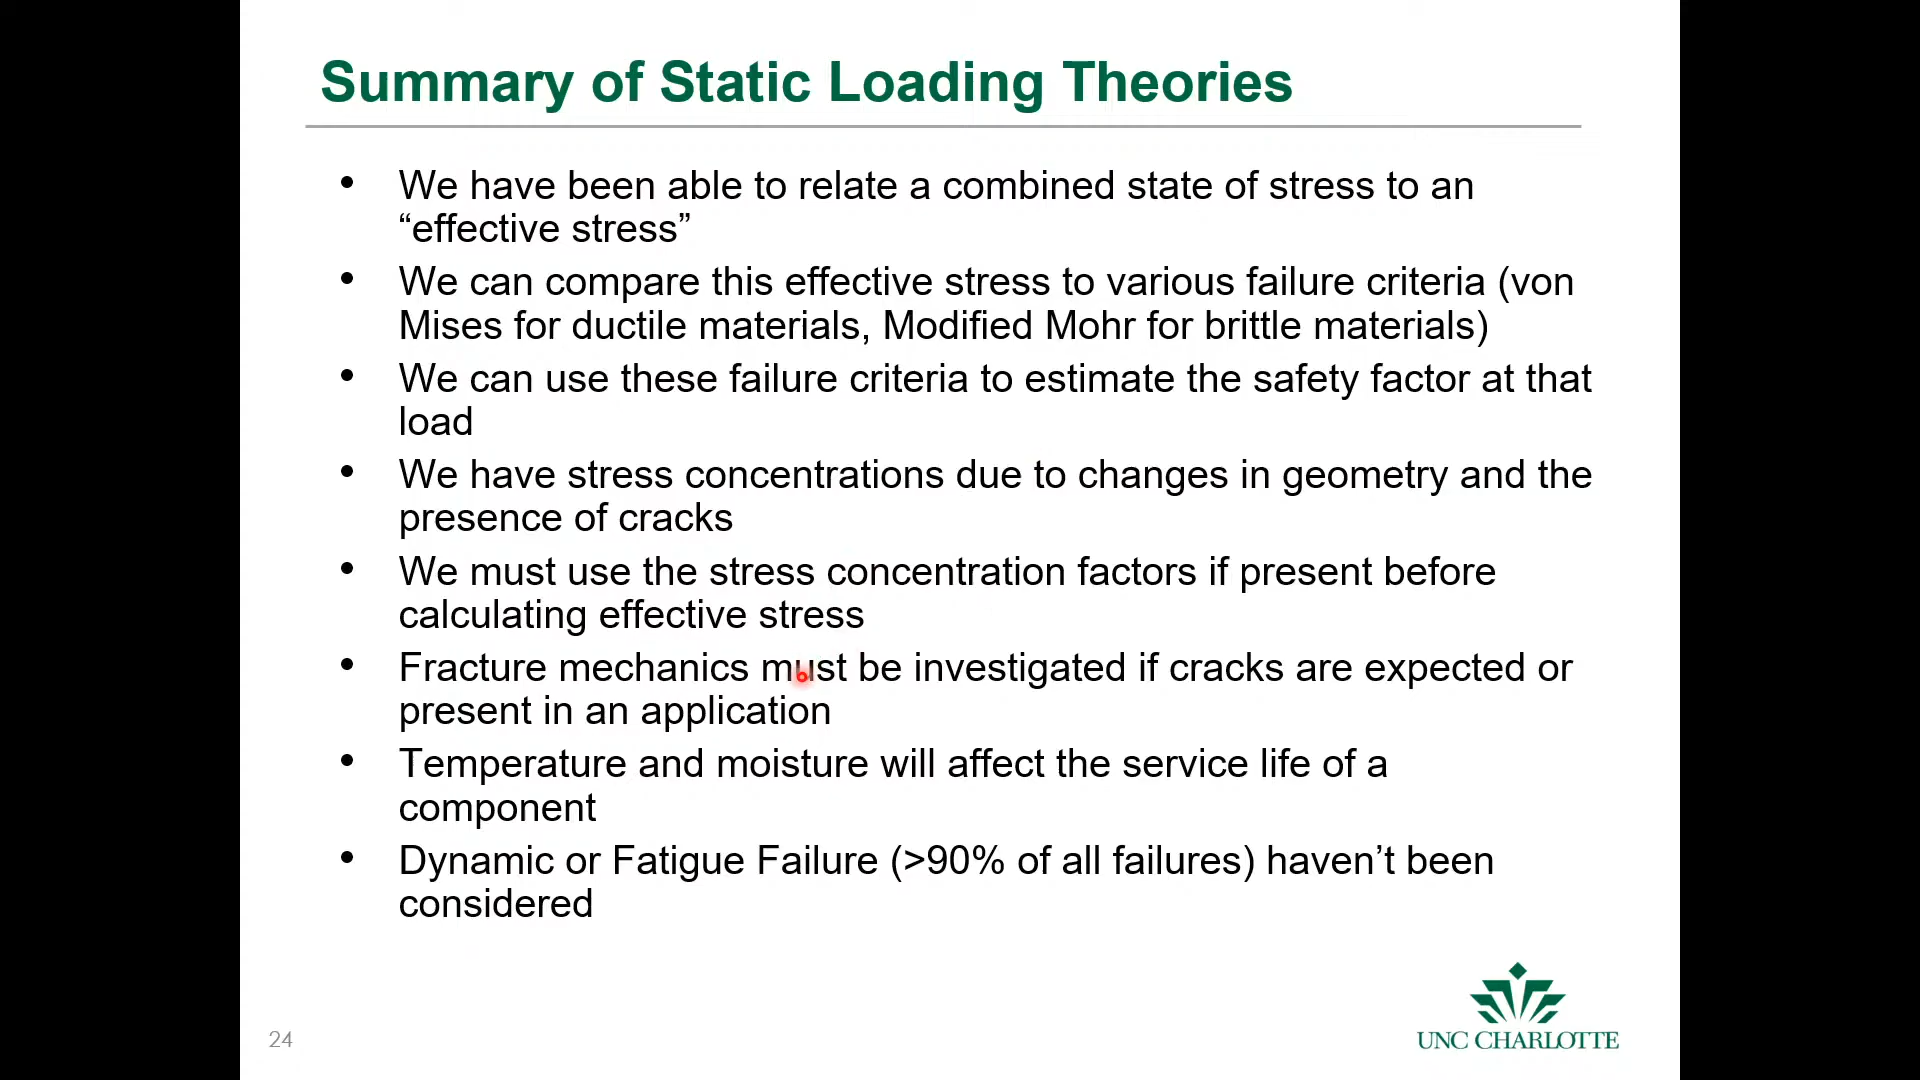 Summary of Static Loading Theories
• We have been able to relate a combined state of stress to an
“effective stress”
• We can compare this effective stress to various failure criteria (von
Mises for ductile materials, Modified Mohr for brittle materials)
• We can use these failure criteria to estimate the safety factor at that
load
• We have stress concentrations due to changes in geometry and the
presence of cracks
• We must use the stress concentration factors if present before
calculating effective stress
• Fracture mechanics must be investigated if cracks are expected or
present in an application
• Temperature and moisture will affect the service life of a
component
• Dynamic or Fatigue Failure (>90% of all failures) haven’t been
considered
24
UNC CHARLOTTE